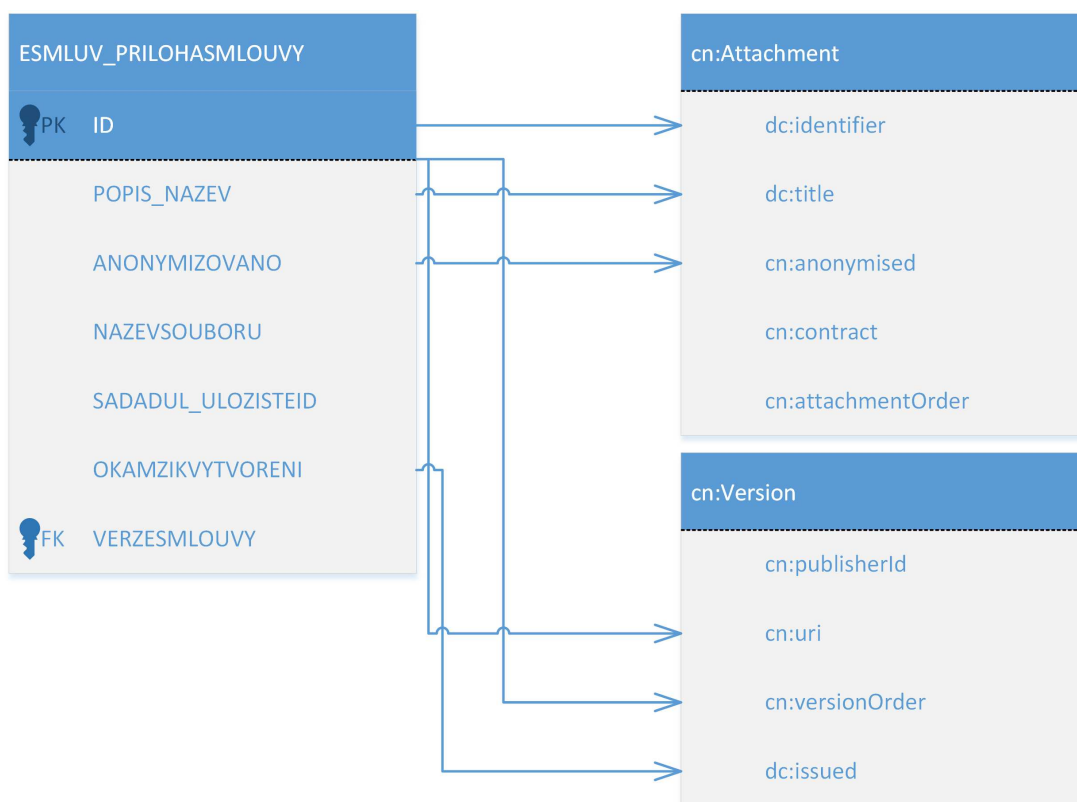 ESMLUV_PRILOHASMLOUVY
PK ID
POPIS_NAZEV
ANONYMIZOVANO
NAZEVSOUBORU
SADADUL_ULOZISTEID
OKAMZIKVYTVORENI
FK VERZESMLOUVY
cn:Attachment
dc:identifier
dc:title
cn:anonymised
cn:contract
cn:attachmentOrder
cn:Version
cn:publisherId
cn:uri
cn:versionOrder
dc:issued